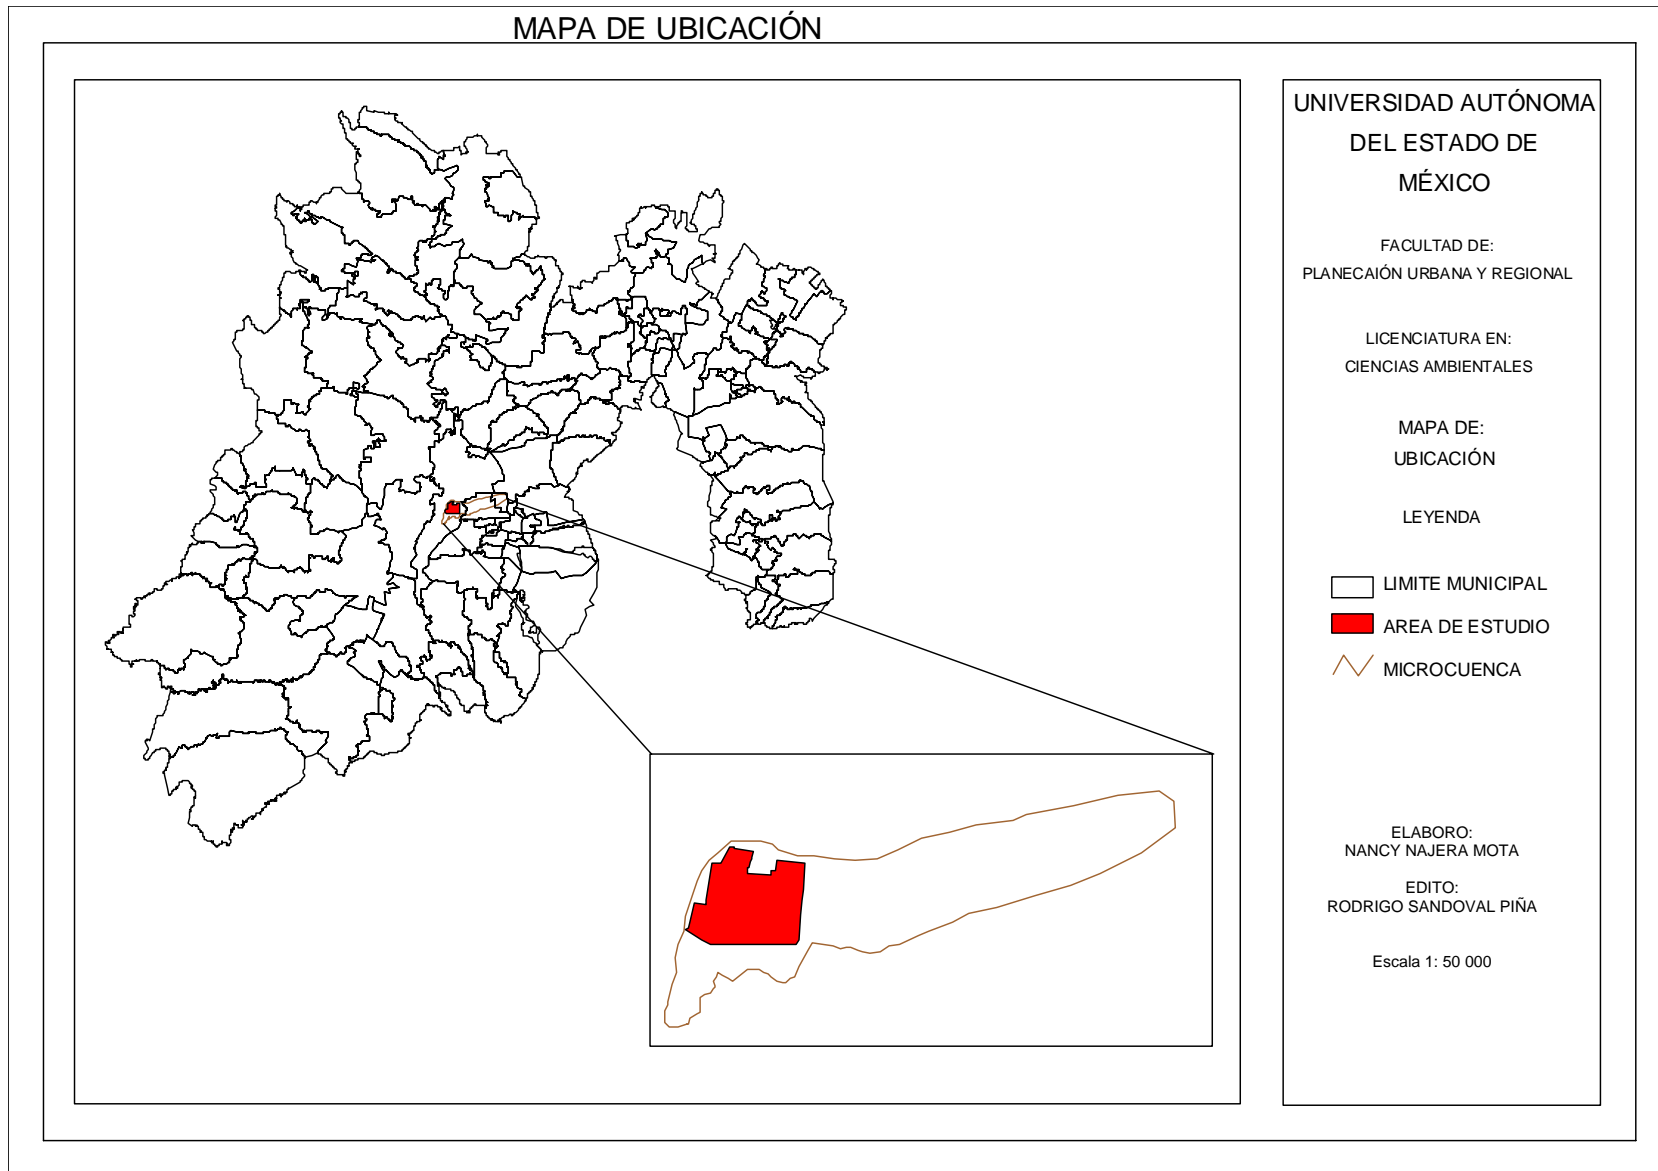 MAPA DE UBICACIÓN
UNIVERSIDAD AUTÓNOMA
DEL ESTADO DE
MÉXICO
FACULTAD DE:
PLANECAIÓN URBANA Y REGIONAL
LICENCIATURA EN:
CIENCIAS AMBIENTALES
MAPA DE:
UBICACIÓN
LEYENDA
LIMITE MUNICIPAL
AREA DE ESTUDIO
MICROCUENCA
ELABORO:
NANCY NAJERA MOTA
EDITO:
RODRIGO SANDOVAL PIÑA
Escala 1: 50 000